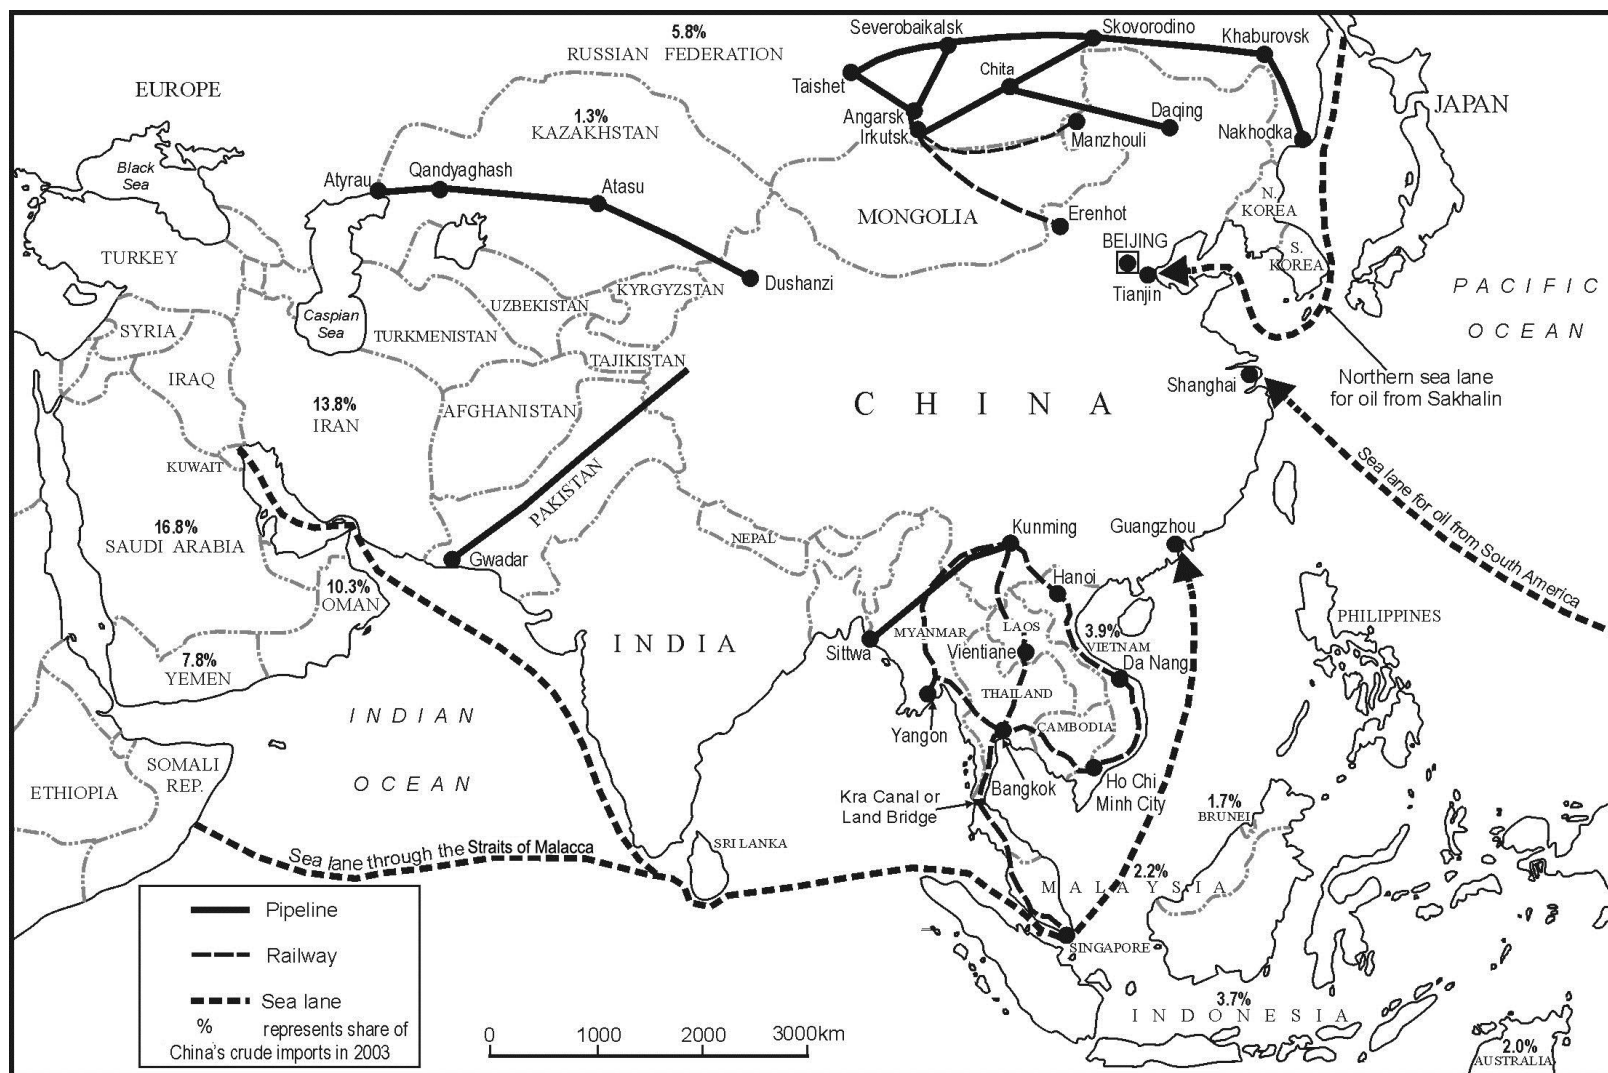 5.8%
RUSSIAN FEDERATION
EUROPE
1.3%
KAZAKHSTAN
Severobaikalsk
Skovorodino
Khaburovsk
Taishet
Chita
Angarsk
Irkutsk
Daqing
Manzhouli
Nakhodka
JAPAN
Black
Sea
Atyrau
Qandyaghash
Atasu
MONGOLIA
Erenhot
N.
KOREA
S.
KOREA
BEIJING
Tianjin
TURKEY
Dushanzi
KYRGYZSTAN
UZBEKISTAN
TURKMENISTAN
Caspian
Sea
SYRIA
TAJIKISTAN
PACIFIC
OCEAN
IRAQ
13.8%
IRAN
AFGHANISTAN
CHINA
Shanghai
Northern sea lane
for oil from Sakhalin
KUWAIT
PAKISTAN
Sea lane for oil from South America
16.8%
SAUDI ARABIA
Gwadar
NEPAL
Kunming
Guangzhou
10.3%
OMAN
Hanoi
PHILIPPINES
INDIA
Sittwa
MYANMAR
LAOS
3.9%
VIETNAM
Vientiane
Da Nang
7.8%
YEMEN
THAILAND
CAMBODIA
INDIAN
OCEAN
Yangon
Bangkok
Ho Chi
Minh City
SOMALI
REP.
ETHIOPIA
Kra Canal or
Land Bridge
1.7%
BRUNEI
SRI LANKA
Sea lane through the Straits of Malacca
2.2%
MALAYSIA
SINGAPORE
3.7%
INDONESIA
2.0%
AUSTRALIA
Pipeline
Railway
Sea lane
% represents share of
China's crude imports in 2003
0 1000 2000 3000km